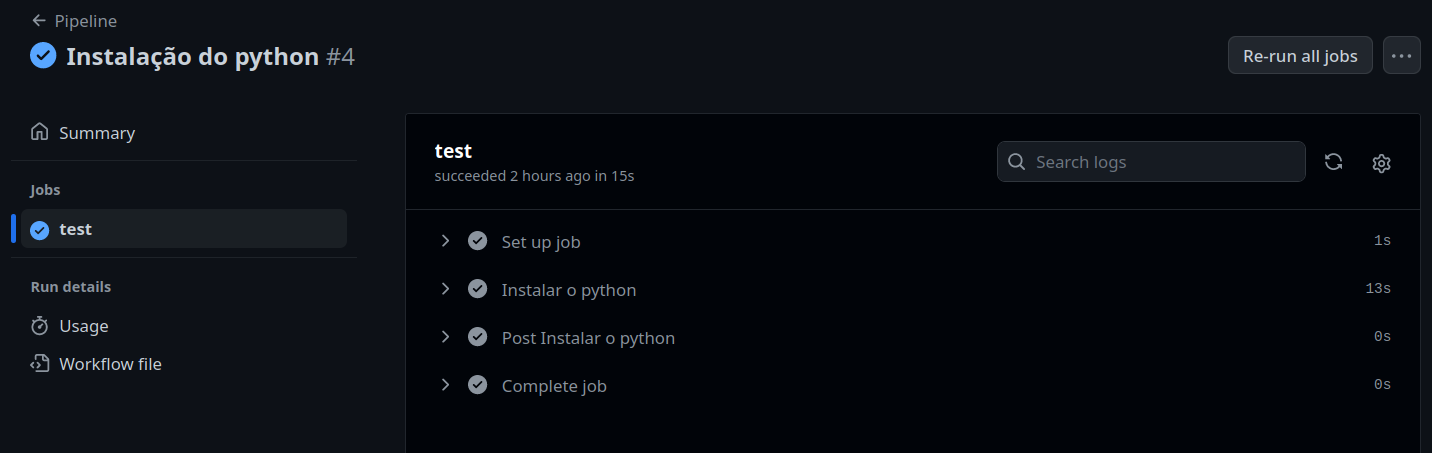 Pipeline
Instalação do python #4
Re-run all jobs
Summary
Jobs
test
Run details
Usage
Workflow file
test
succeeded 2 hours ago in 15s
Search logs
Set up job 1s
Instalar o python 13s
Post Instalar o python 0s
Complete job 0s